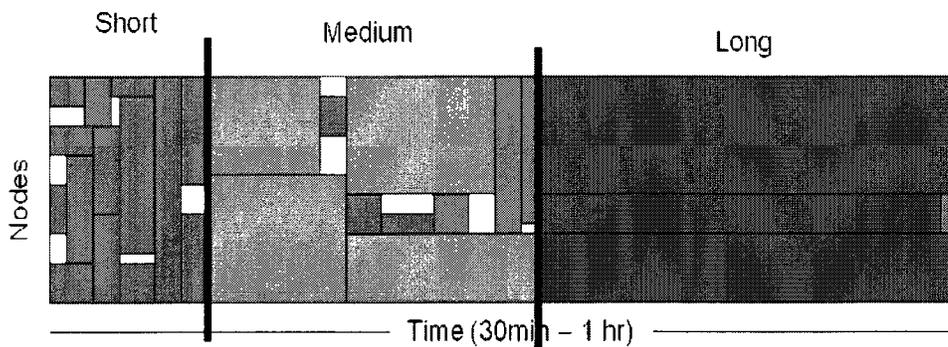 Short
Medium
Long
Nodes
Time (30min – 1 hr)